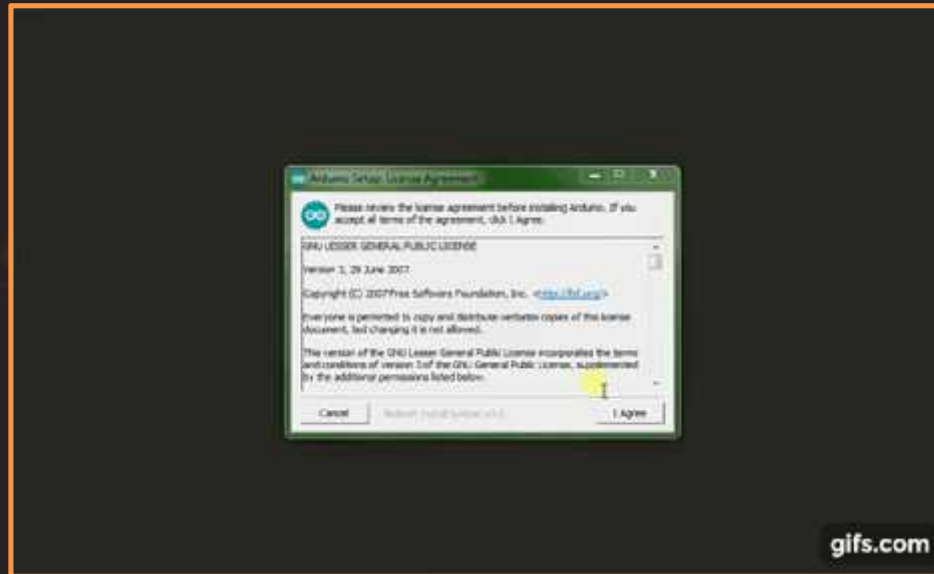 Arduino Setup: License Agreement
Please review the license agreement before installing Arduino. If you
accept all terms of the agreement, click I Agree.
GNU LESSER GENERAL PUBLIC LICENSE
Version 3, 29 June 2007
Copyright (C) 2007 Free Software Foundation, Inc. <http://fsf.org/>
Everyone is permitted to copy and distribute verbatim copies of this license
document, but changing it is not allowed.
This version of the GNU Lesser General Public License incorporates the terms
and conditions of version 3 of the GNU General Public License, supplemented
by the additional permissions listed below.
Cancel
I Agree
gifs.com